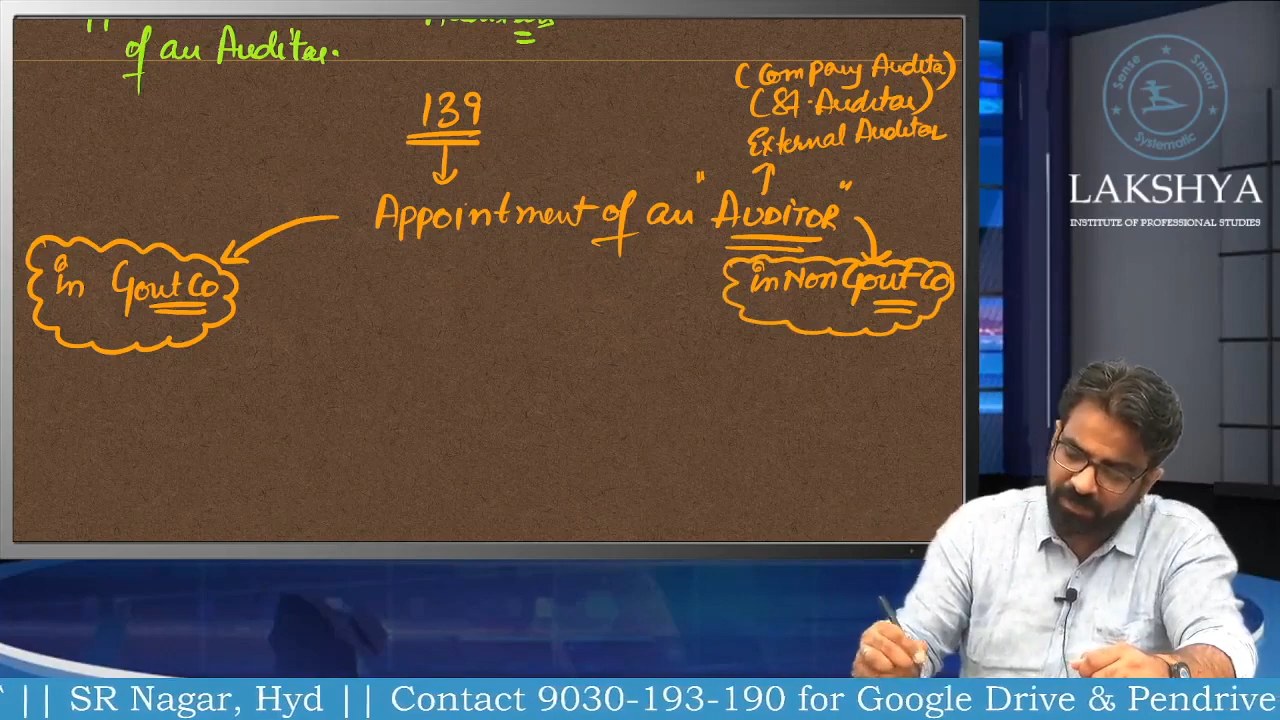 of an Auditor.
(Company Auditor)
139
(St. Auditor)
External Auditor
Appointment of an "AUDITOR"
in Govt Co
in Non Govt Co
Sense
Smart
Systematic
LAKSHYA
INSTITUTE OF PROFESSIONAL STUDIES
|| SR Nagar, Hyd || Contact 9030-193-190 for Google Drive & Pendrive